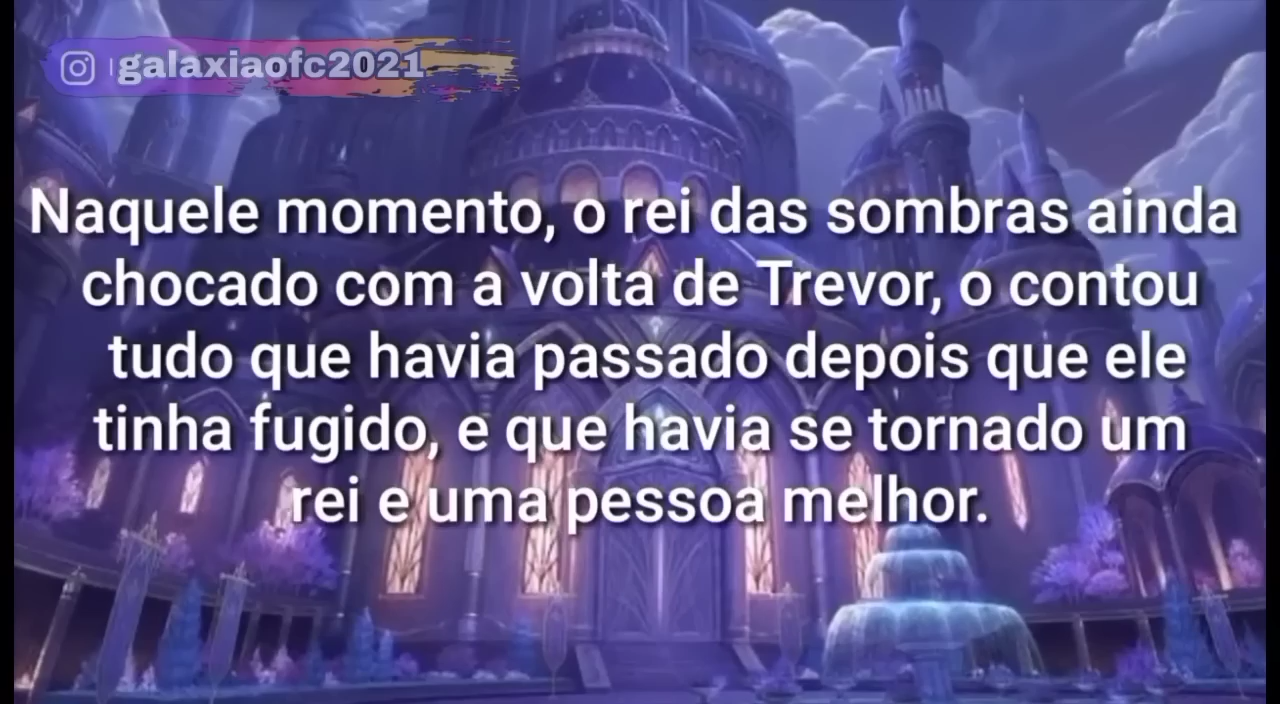 galaxiaofc2021
Naquele momento, o rei das sombras ainda
chocado com a volta de Trevor, o contou
tudo que havia passado depois que ele
tinha fugido, e que havia se tornado um
rei e uma pessoa melhor.